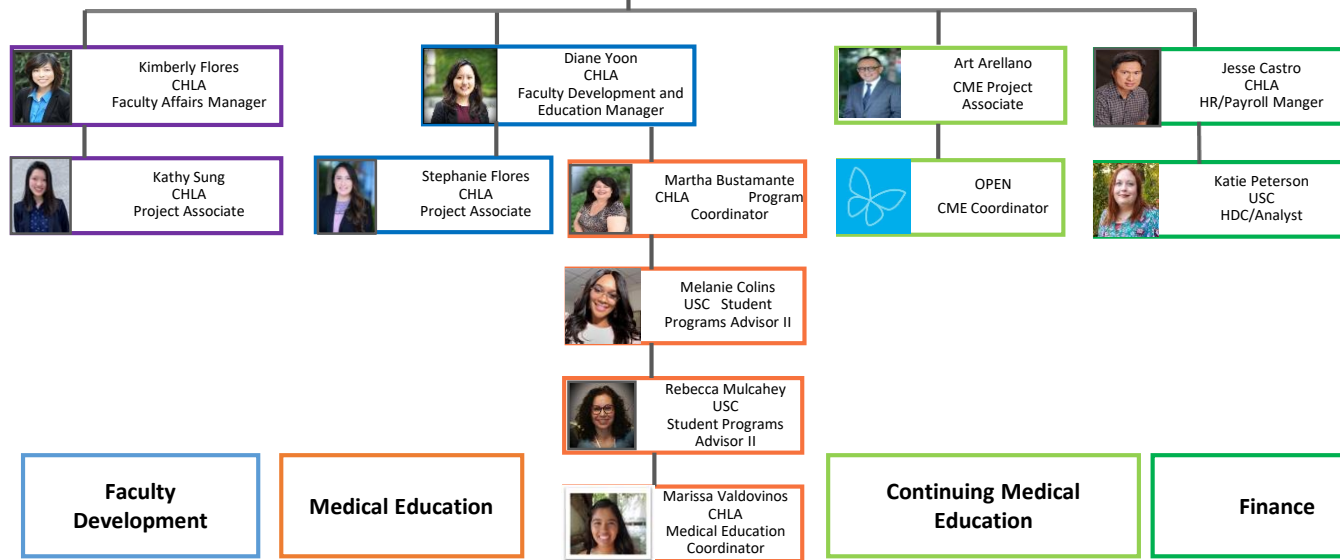 Kimberly Flores
CHLA
Faculty Affairs Manager
Diane Yoon
CHLA
Faculty Development and
Education Manager
Art Arellano
CME Project
Associate
Jesse Castro
CHLA
HR/Payroll Manger
Kathy Sung
CHLA
Project Associate
Stephanie Flores
CHLA
Project Associate
Martha Bustamante
CHLA Program
Coordinator
OPEN
CME Coordinator
Katie Peterson
USC
HDC/Analyst
Melanie Colins
USC Student
Programs Advisor II
Rebecca Mulcahey
USC
Student Programs
Advisor II
Marissa Valdovinos
CHLA
Medical Education
Coordinator
Faculty
Development
Medical Education
Continuing Medical
Education
Finance